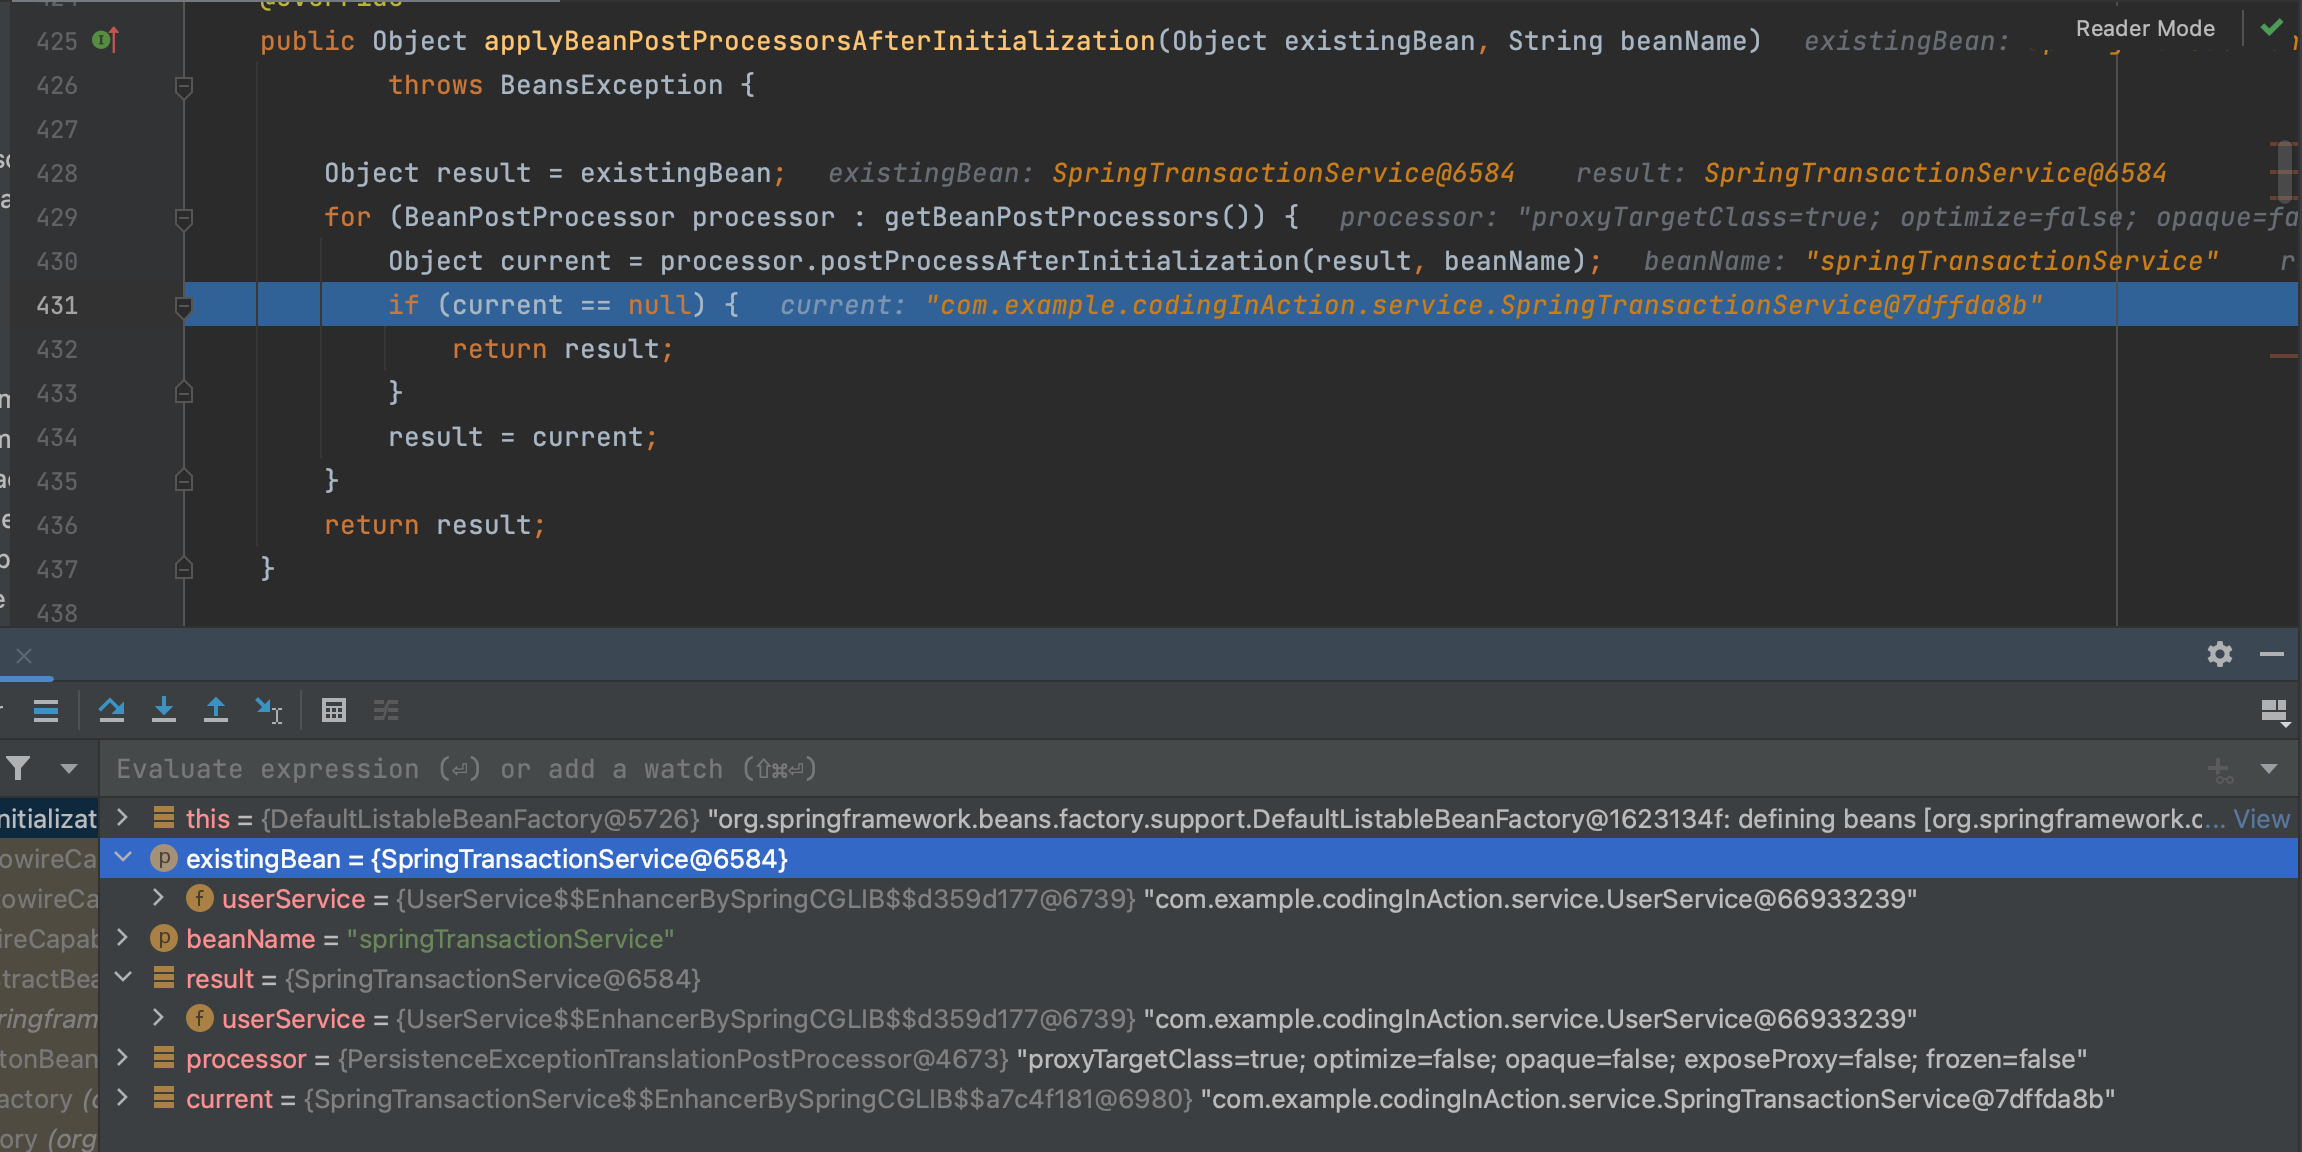 425 public Object applyBeanPostProcessorsAfterInitialization(Object existingBean, String beanName) existingBean: Reader Mode
426 throws BeansException {
427
428 Object result = existingBean; existingBean: SpringTransactionService@6584 result: SpringTransactionService@6584
429 for (BeanPostProcessor processor : getBeanPostProcessors()) { processor: "proxyTargetClass=true; optimize=false; opaque=fa
430 Object current = processor.postProcessAfterInitialization(result, beanName); beanName: "springTransactionService" r
431 if (current == null) { current: "com.example.codingInAction.service.SpringTransactionService@7dffda8b"
432 return result;
433 }
434 result = current;
435 }
436 return result;
437 }
438
Evaluate expression (⏎) or add a watch (⇧⌘⏎)
nitializat this = {DefaultListableBeanFactory@5726} "org.springframework.beans.factory.support.DefaultListableBeanFactory@1623134f: defining beans [org.springframework.c... View
towireCa existingBean = {SpringTransactionService@6584}
towireCa userService = {UserService$$EnhancerBySpringCGLIB$$d359d177@6739} "com.example.codingInAction.service.UserService@66933239"
ireCapab beanName = "springTransactionService"
stractBea result = {SpringTransactionService@6584}
ringfram userService = {UserService$$EnhancerBySpringCGLIB$$d359d177@6739} "com.example.codingInAction.service.UserService@66933239"
tonBean processor = {PersistenceExceptionTranslationPostProcessor@4673} "proxyTargetClass=true; optimize=false; opaque=false; exposeProxy=false; frozen=false"
actory (o current = {SpringTransactionService$$EnhancerBySpringCGLIB$$a7c4f181@6980} "com.example.codingInAction.service.SpringTransactionService@7dffda8b"
ory (org